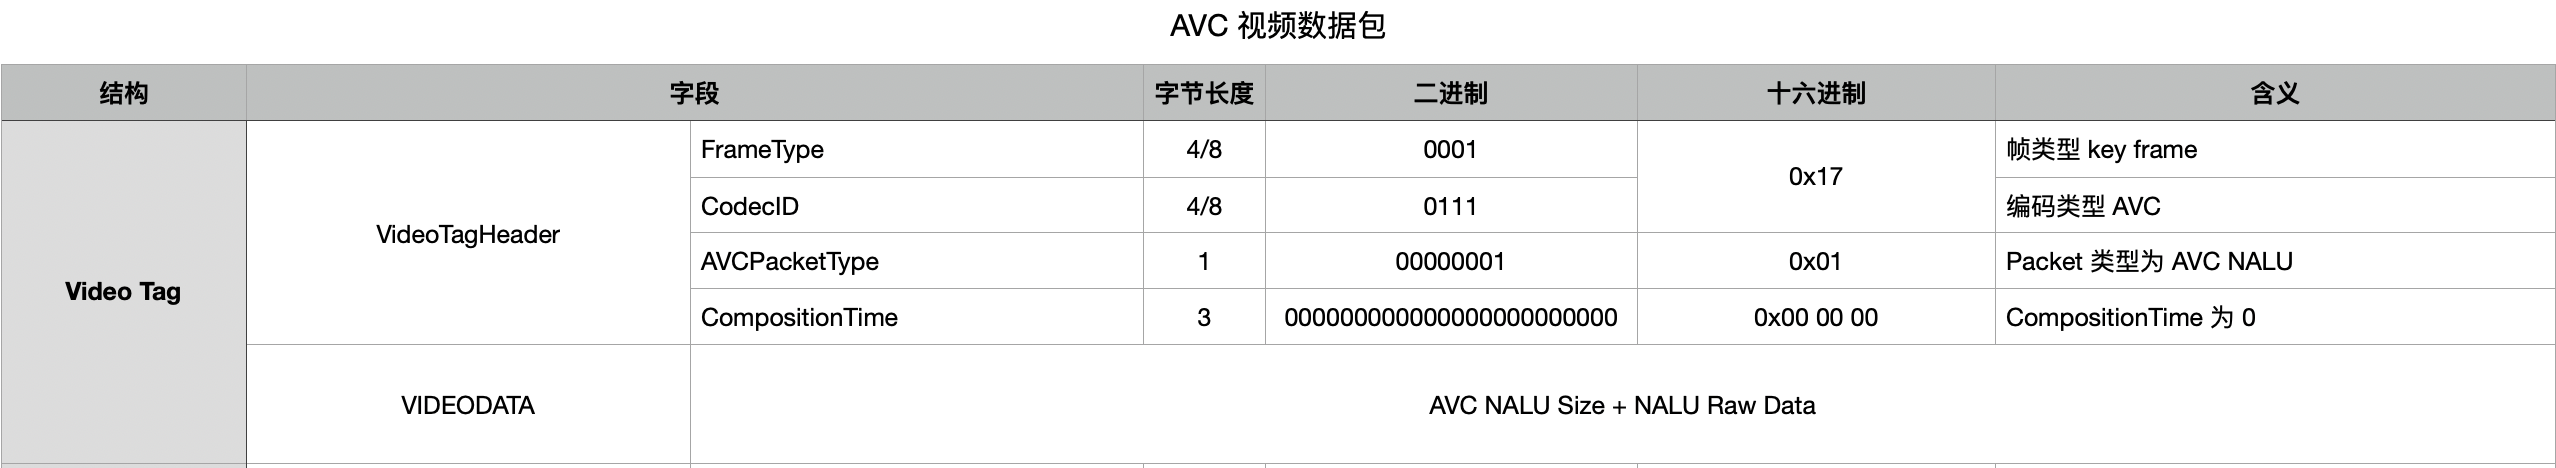 AVC 视频数据包
结构 字段 字节长度 二进制 十六进制 含义
Video Tag
VideoTagHeader
FrameType 4/8 0001 0x17 帧类型 key frame
CodecID 4/8 0111 编码类型 AVC
AVCPacketType 1 00000001 0x01 Packet 类型为 AVC NALU
CompositionTime 3 000000000000000000000000 0x00 00 00 CompositionTime 为 0
VIDEODATA AVC NALU Size + NALU Raw Data